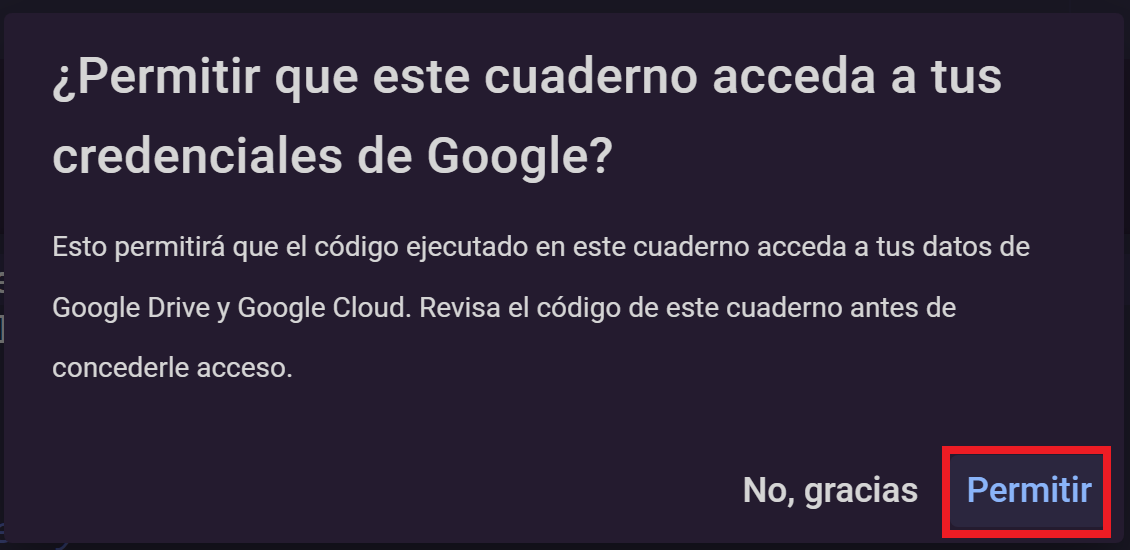 ¿Permitir que este cuaderno acceda a tus
credenciales de Google?
Esto permitirá que el código ejecutado en este cuaderno acceda a tus datos de
Google Drive y Google Cloud. Revisa el código de este cuaderno antes de
concederle acceso.
No, gracias Permitir